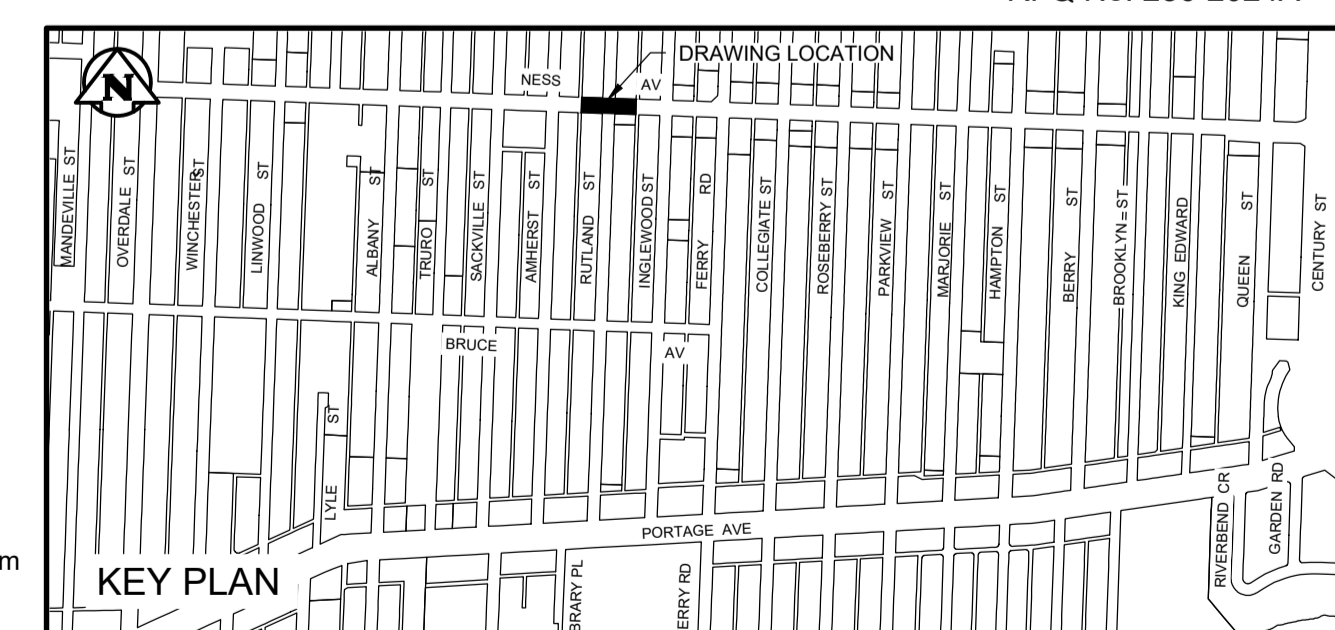 DRAWING LOCATION
N
NESS
AV
MANDEVILLE ST
OVERDALE ST
WINCHESTER ST
LINWOOD ST
ALBANY ST
TRURO ST
SACKVILLE ST
AMHERST ST
RUTLAND ST
INGLEWOOD ST
FERRY RD
COLLEGIATE ST
ROSEBERRY ST
PARKVIEW ST
MARJORIE ST
HAMPTON ST
BERRY ST
BROOKLYN ST
KING EDWARD
QUEEN ST
CENTURY ST
BRUCE
AV
LYLE ST
PORTAGE AVE
RIVERBEND CR
GARDEN RD
m
KEY PLAN
BRARY PL
ERRY RD